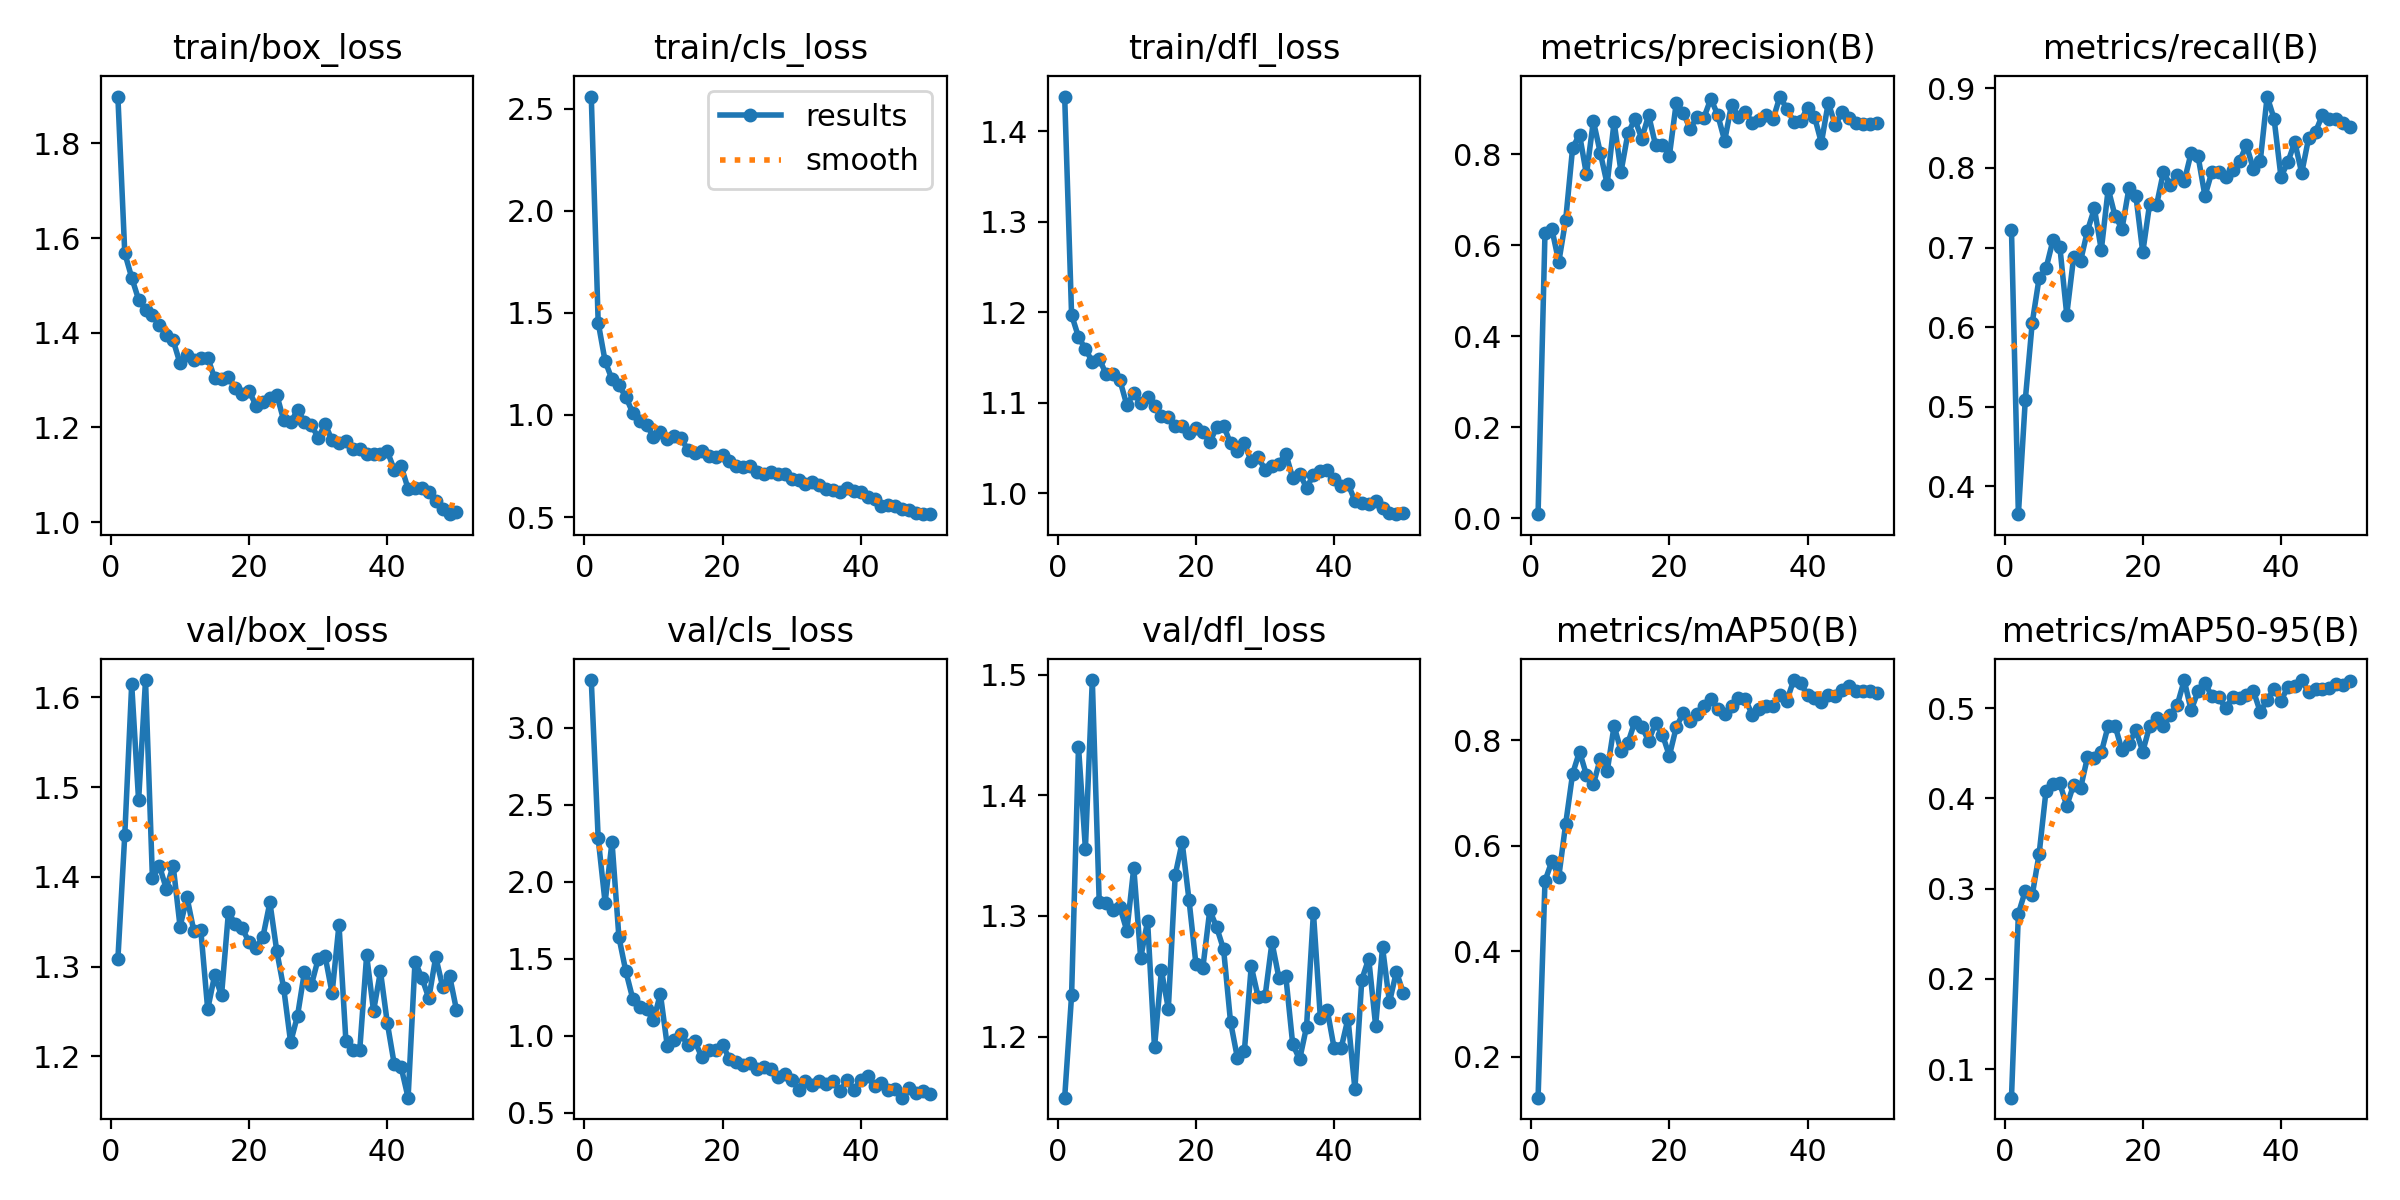 train/box_loss
1.8
1.6
1.4
1.2
1.0
0 20 40
train/cls_loss
results
smooth
2.5
2.0
1.5
1.0
0.5
0 20 40
train/dfl_loss
1.4
1.3
1.2
1.1
1.0
0 20 40
metrics/precision(B)
0.8
0.6
0.4
0.2
0.0
0 20 40
metrics/recall(B)
0.9
0.8
0.7
0.6
0.5
0.4
0 20 40
val/box_loss
1.6
1.5
1.4
1.3
1.2
0 20 40
val/cls_loss
3.0
2.5
2.0
1.5
1.0
0.5
0 20 40
val/dfl_loss
1.5
1.4
1.3
1.2
0 20 40
metrics/mAP50(B)
0.8
0.6
0.4
0.2
0 20 40
metrics/mAP50-95(B)
0.5
0.4
0.3
0.2
0.1
0 20 40